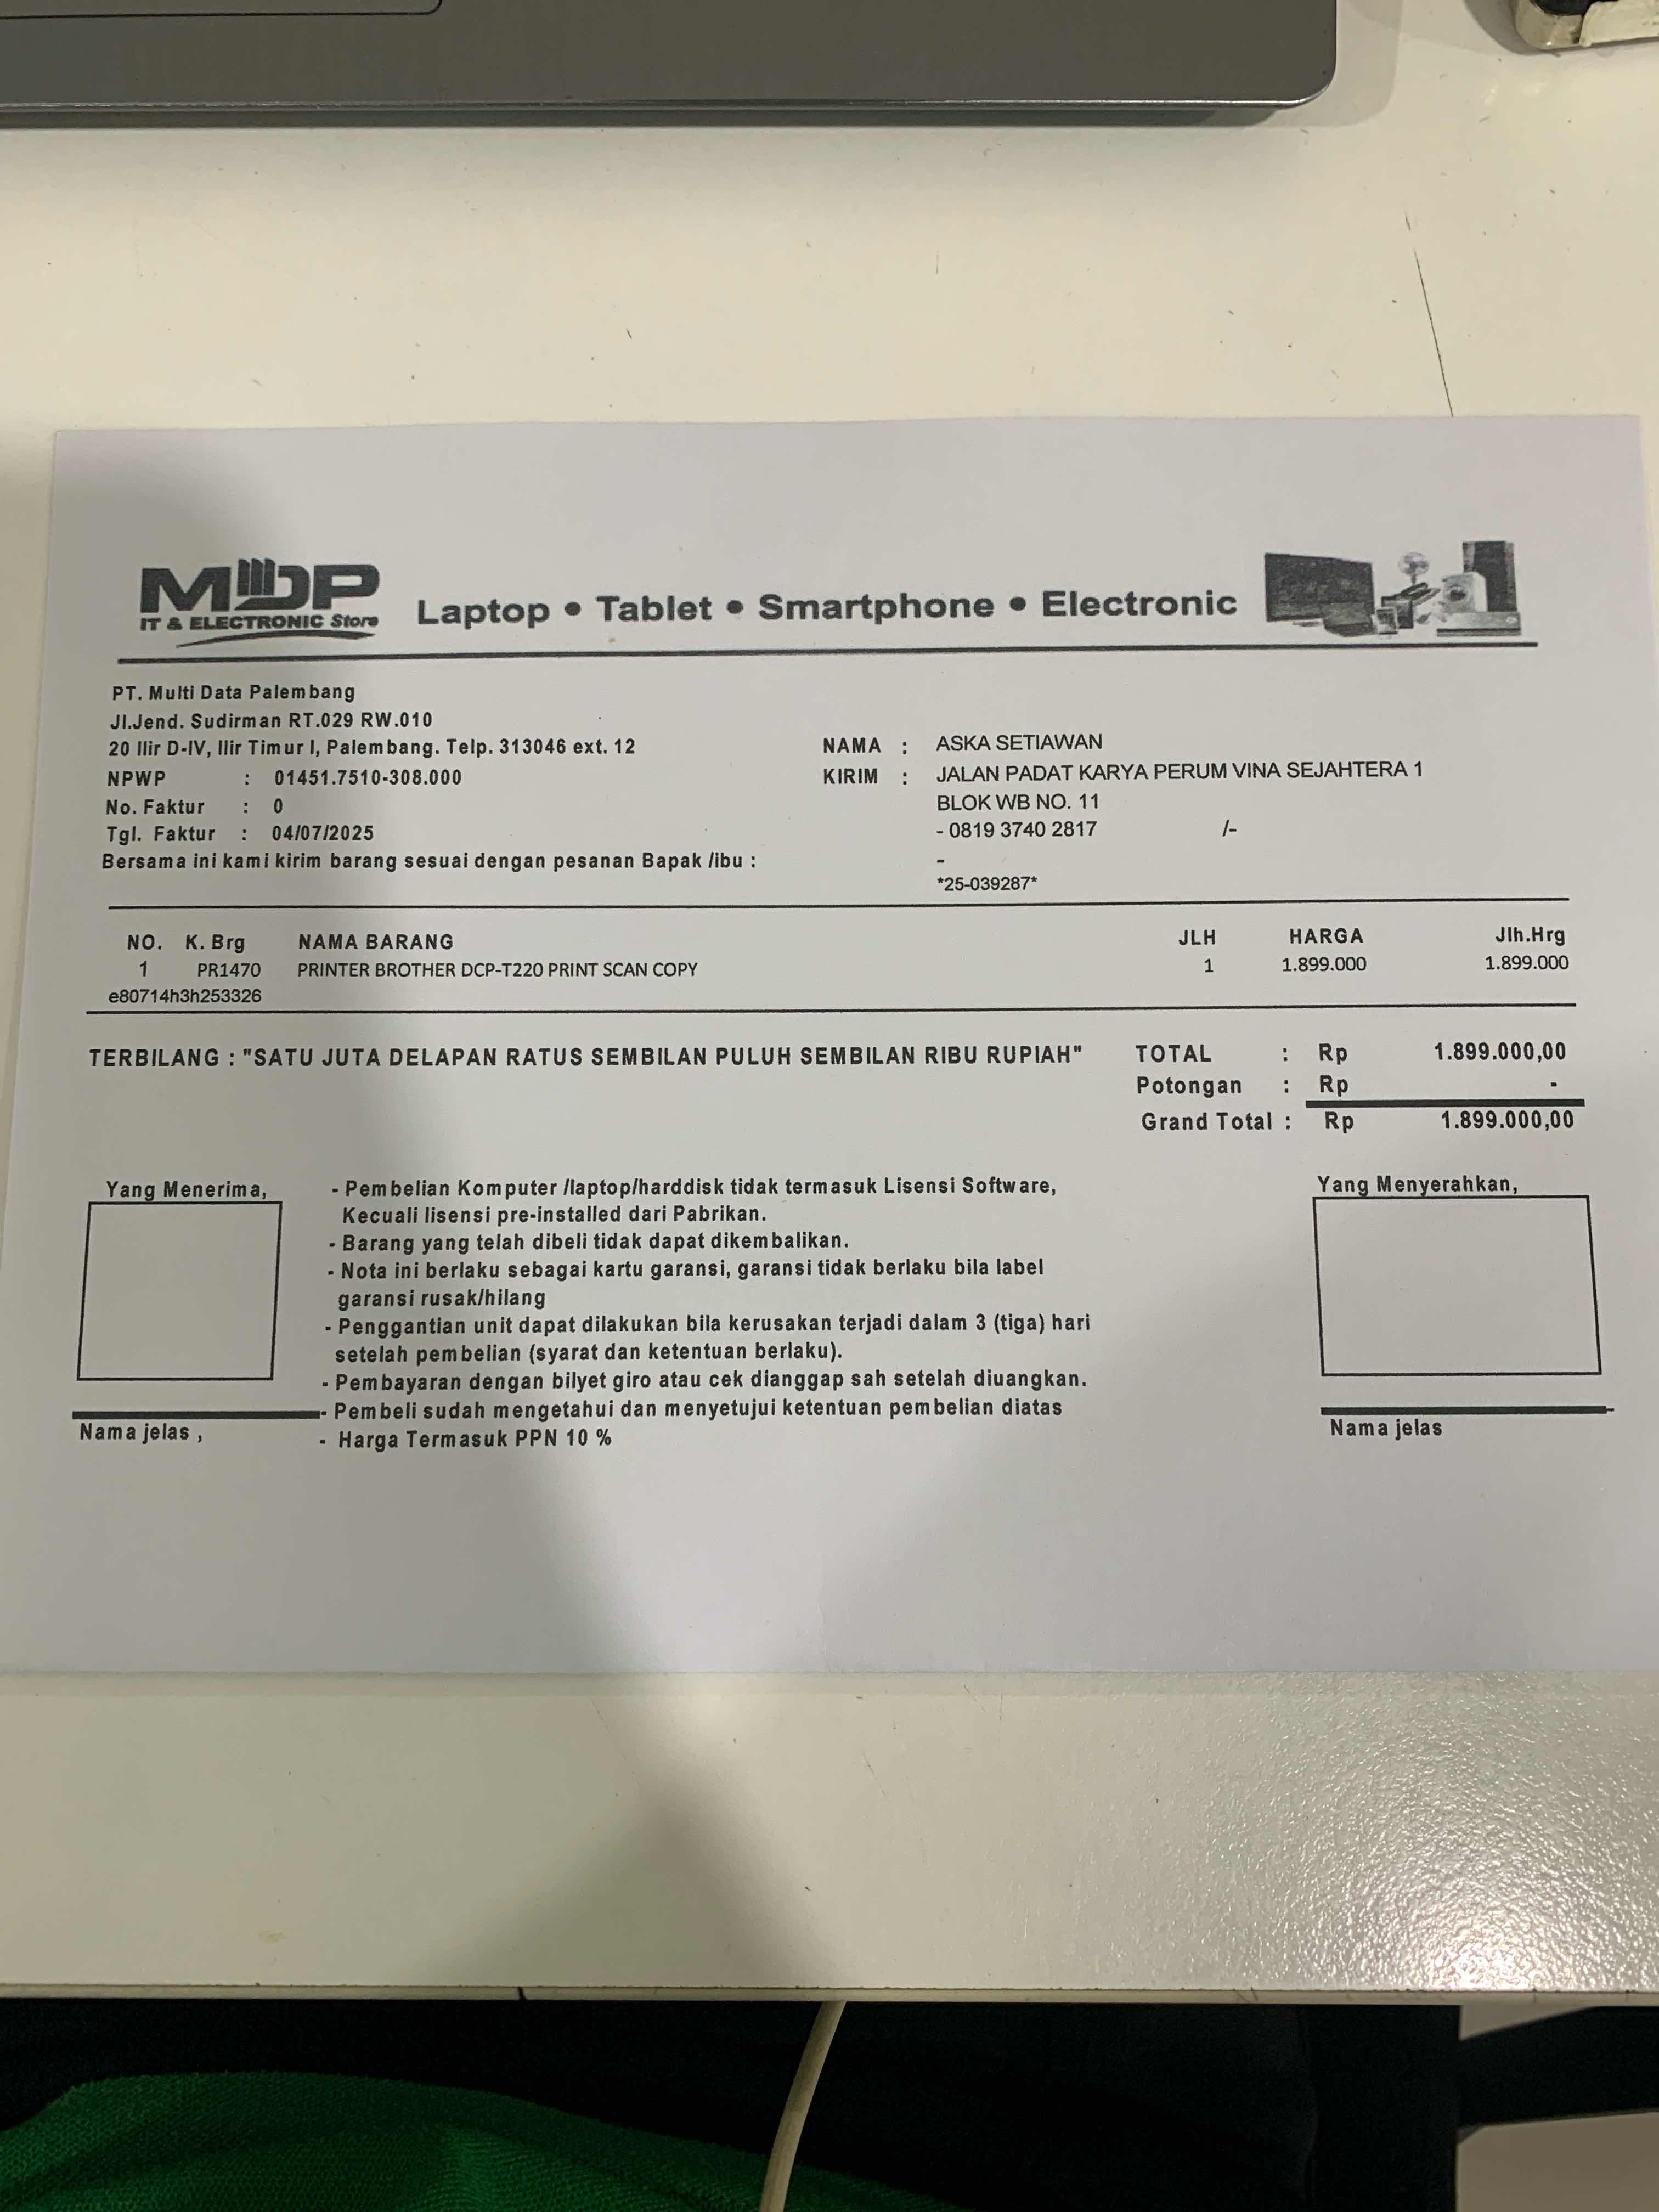 MDP
IT & ELECTRONIC Store
Laptop • Tablet • Smartphone • Electronic
PT. Multi Data Palembang
Jl.Jend. Sudirman RT.029 RW.010
20 Ilir D-IV, Ilir Timur I, Palembang. Telp. 313046 ext. 12
NPWP : 01451.7510-308.000
No. Faktur : 0
Tgl. Faktur : 04/07/2025
Bersama ini kami kirim barang sesuai dengan pesanan Bapak /ibu :
NAMA : ASKA SETIAWAN
KIRIM : JALAN PADAT KARYA PERUM VINA SEJAHTERA 1
BLOK WB NO. 11
- 0819 3740 2817 /-
-
*25-039287*
NO. K. Brg NAMA BARANG JLH HARGA Jlh.Hrg
1 PR1470 PRINTER BROTHER DCP-T220 PRINT SCAN COPY 1 1.899.000 1.899.000
e80714h3h253326
TERBILANG : "SATU JUTA DELAPAN RATUS SEMBILAN PULUH SEMBILAN RIBU RUPIAH"
TOTAL : Rp 1.899.000,00
Potongan : Rp -
Grand Total : Rp 1.899.000,00
Yang Menerima,
Nama jelas ,
- Pembelian Komputer /laptop/harddisk tidak termasuk Lisensi Software,
Kecuali lisensi pre-installed dari Pabrikan.
- Barang yang telah dibeli tidak dapat dikembalikan.
- Nota ini berlaku sebagai kartu garansi, garansi tidak berlaku bila label
garansi rusak/hilang
- Penggantian unit dapat dilakukan bila kerusakan terjadi dalam 3 (tiga) hari
setelah pembelian (syarat dan ketentuan berlaku).
- Pembayaran dengan bilyet giro atau cek dianggap sah setelah diuangkan.
- Pembeli sudah mengetahui dan menyetujui ketentuan pembelian diatas
- Harga Termasuk PPN 10 %
Yang Menyerahkan,
Nama jelas